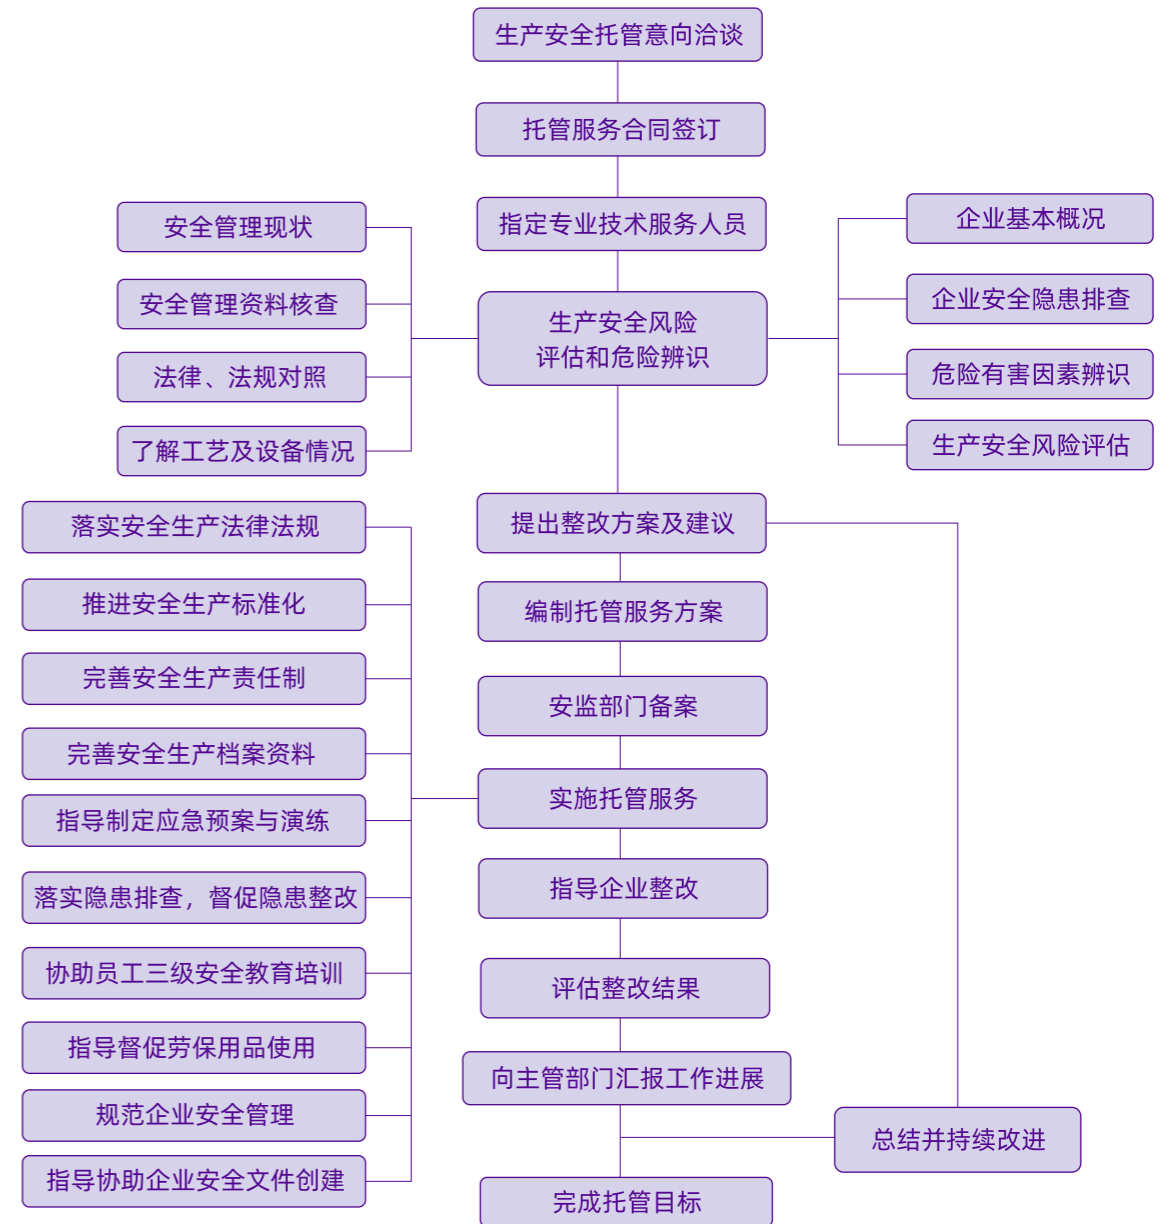 生产安全托管意向洽谈
托管服务合同签订
指定专业技术服务人员
安全管理现状
安全管理资料核查
法律、法规对照
了解工艺及设备情况
生产安全风险
评估和危险辨识
企业基本概况
企业安全隐患排查
危险有害因素辨识
生产安全风险评估
提出整改方案及建议
编制托管服务方案
安监部门备案
实施托管服务
落实安全生产法律法规
推进安全生产标准化
完善安全生产责任制
完善安全生产档案资料
指导制定应急预案与演练
落实隐患排查，督促隐患整改
协助员工三级安全教育培训
指导督促劳保用品使用
规范企业安全管理
指导协助企业安全文件创建
指导企业整改
评估整改结果
向主管部门汇报工作进展
总结并持续改进
完成托管目标